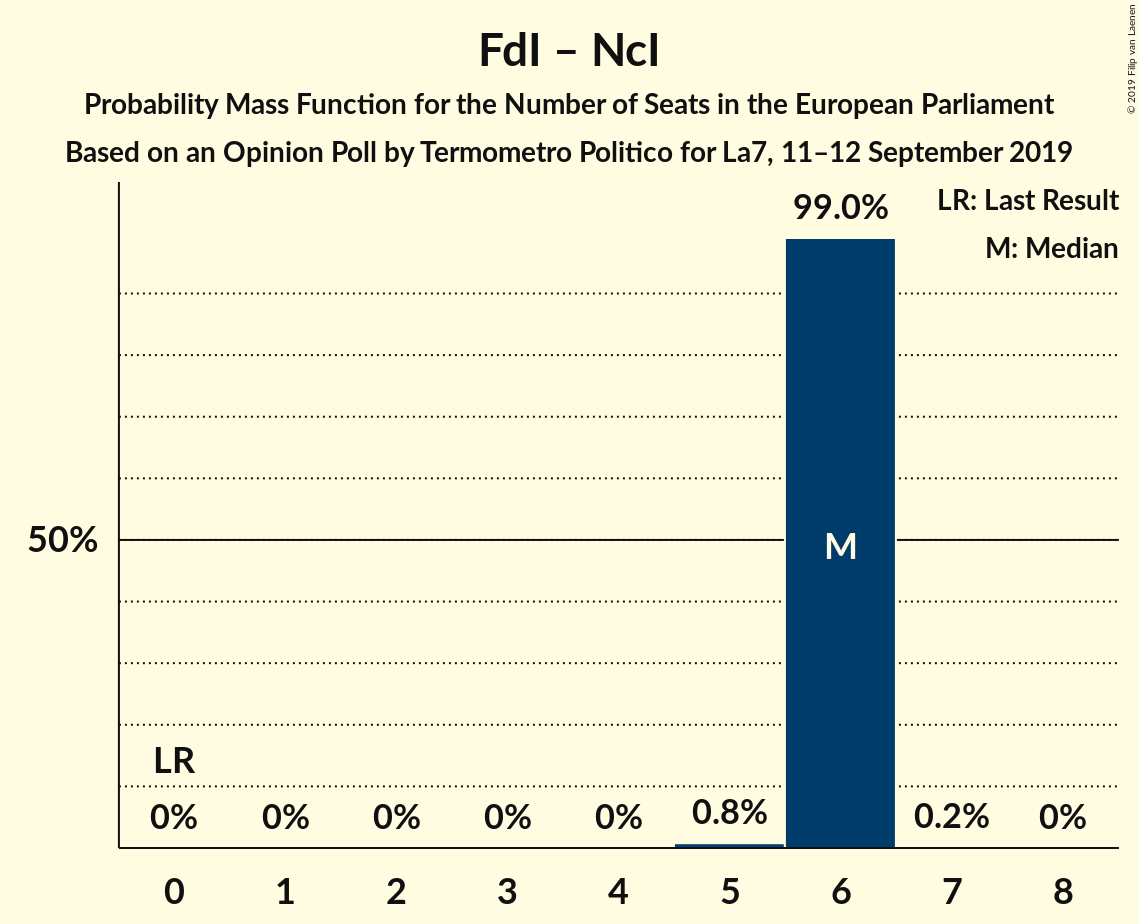 FdI – NcI
Probability Mass Function for the Number of Seats in the European Parliament
Based on an Opinion Poll by Termometro Politico for La7, 11–12 September 2019
© 2019 Filip van Laenen
LR: Last Result
M: Median
99.0%
50%
M
LR
0% 0% 0% 0% 0% 0.8% 0.2% 0%
0 1 2 3 4 5 6 7 8